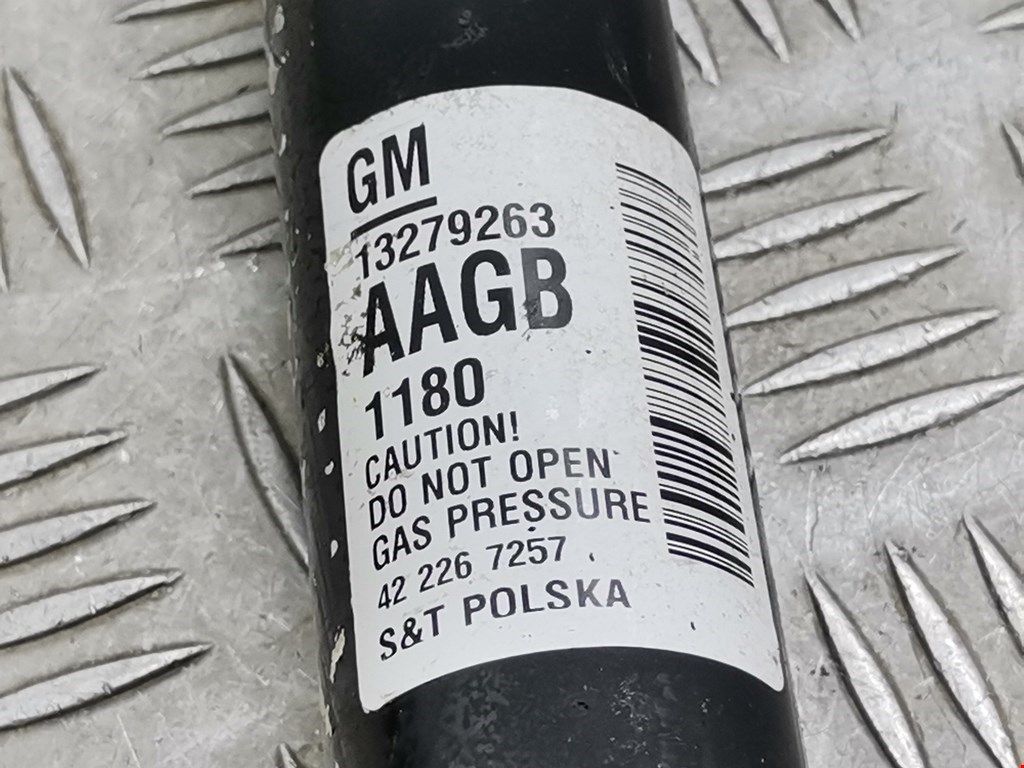 GM
13279263
AAGB
1180
CAUTION!
DO NOT OPEN
GAS PRESSURE
42 226 7257
S&T POLSKA